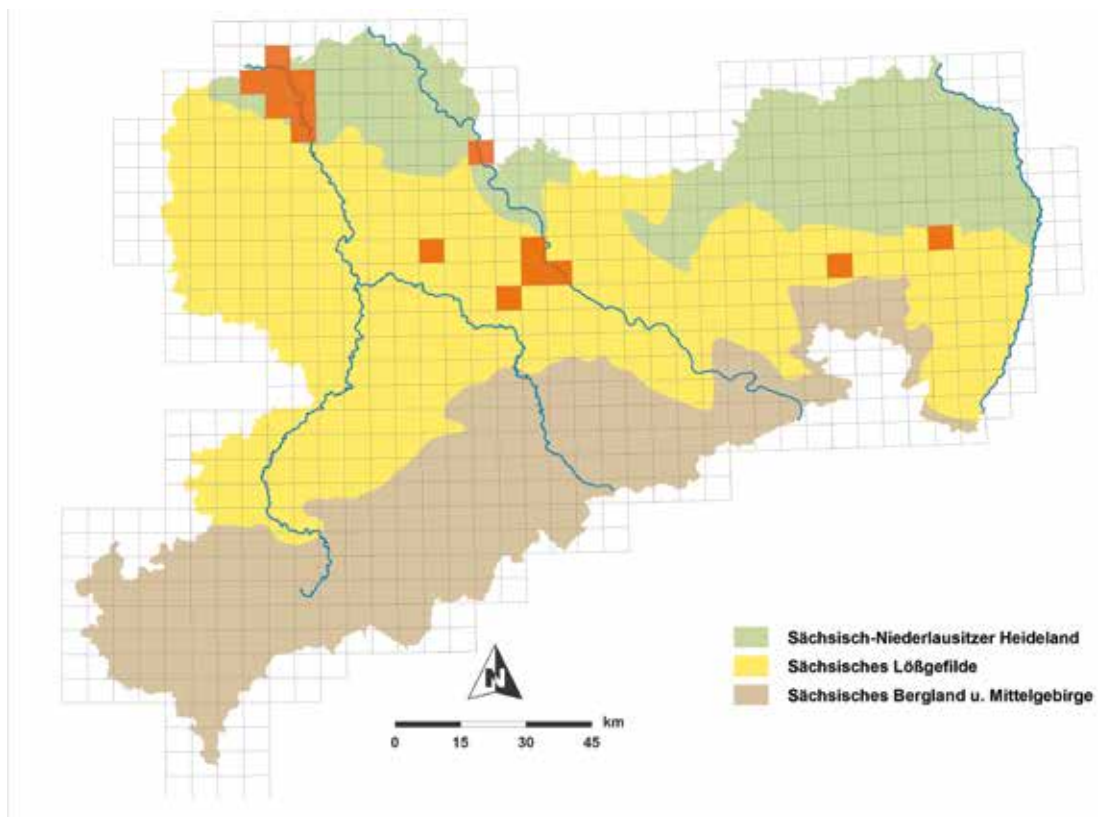 Sächsisch-Niederlausitzer Heideland
Sächsisches Lößgefilde
Sächsisches Bergland u. Mittelgebirge
N
km
0 15 30 45